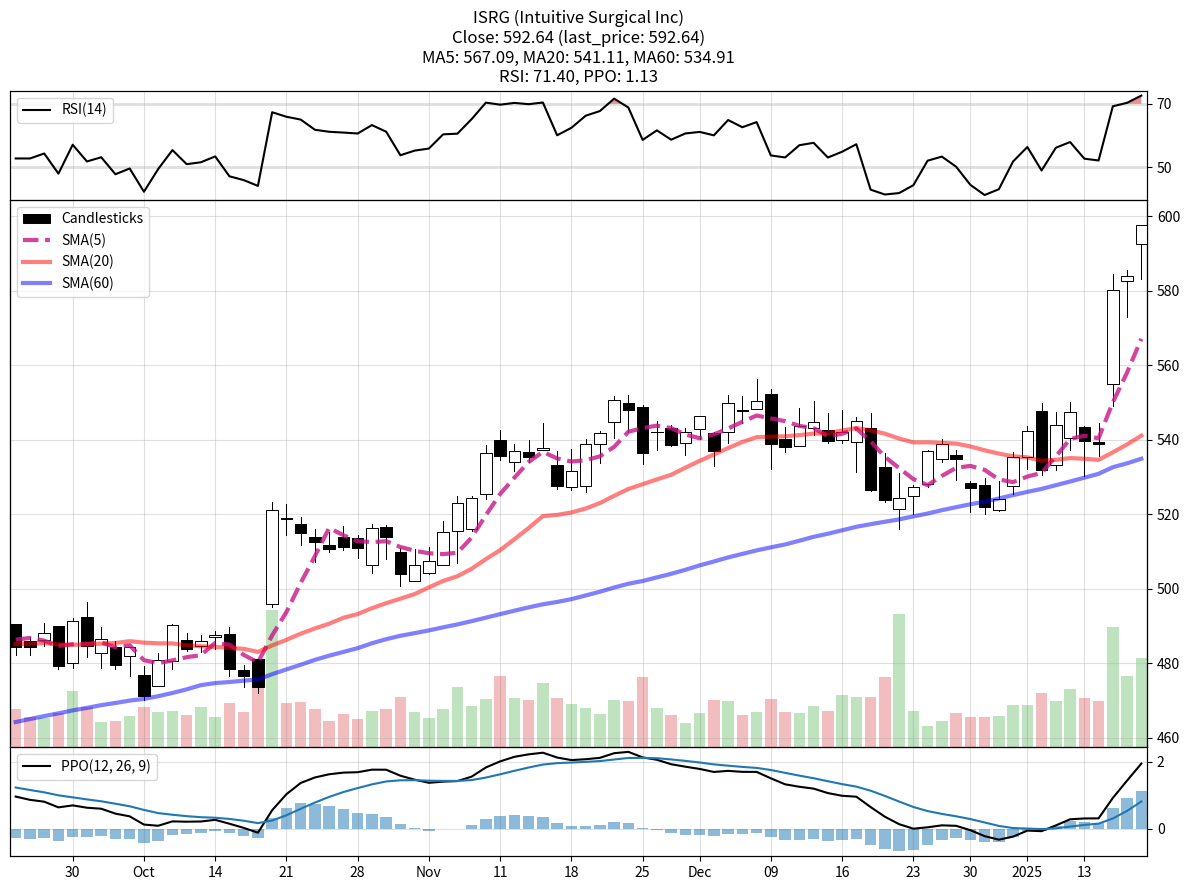 ISRG (Intuitive Surgical Inc)
Close: 592.64 (last_price: 592.64)
MA5: 567.09, MA20: 541.11, MA60: 534.91
RSI: 71.40, PPO: 1.13
RSI(14)
70
50
Candlesticks
SMA(5)
SMA(20)
SMA(60)
600
580
560
540
520
500
480
460
PPO(12, 26, 9)
2
0
30 Oct 14 21 28 Nov 11 18 25 Dec 09 16 23 30 2025 13